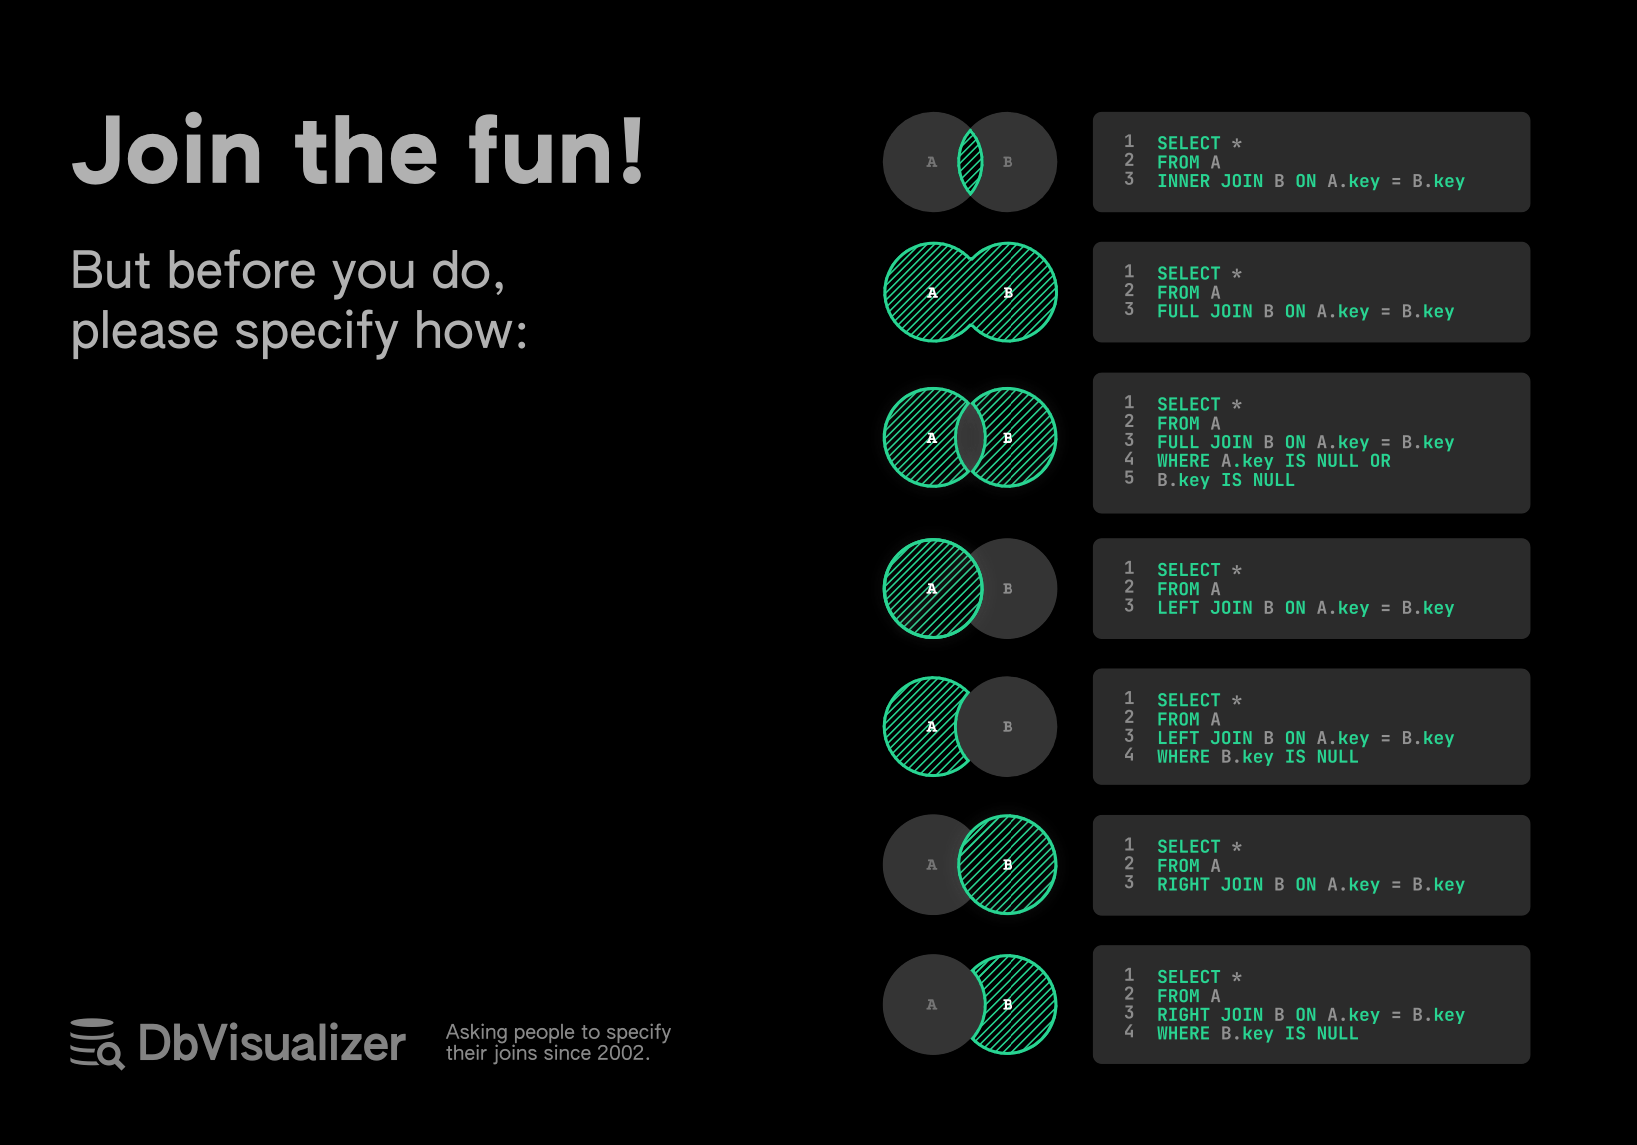 Join the fun!
But before you do,
please specify how:
A B
1 SELECT *
2 FROM A
3 INNER JOIN B ON A.key = B.key
A B
1 SELECT *
2 FROM A
3 FULL JOIN B ON A.key = B.key
A B
1 SELECT *
2 FROM A
3 FULL JOIN B ON A.key = B.key
4 WHERE A.key IS NULL OR
5 B.key IS NULL
A B
1 SELECT *
2 FROM A
3 LEFT JOIN B ON A.key = B.key
A B
1 SELECT *
2 FROM A
3 LEFT JOIN B ON A.key = B.key
4 WHERE B.key IS NULL
A B
1 SELECT *
2 FROM A
3 RIGHT JOIN B ON A.key = B.key
A B
1 SELECT *
2 FROM A
3 RIGHT JOIN B ON A.key = B.key
4 WHERE B.key IS NULL
DbVisualizer
Asking people to specify
their joins since 2002.